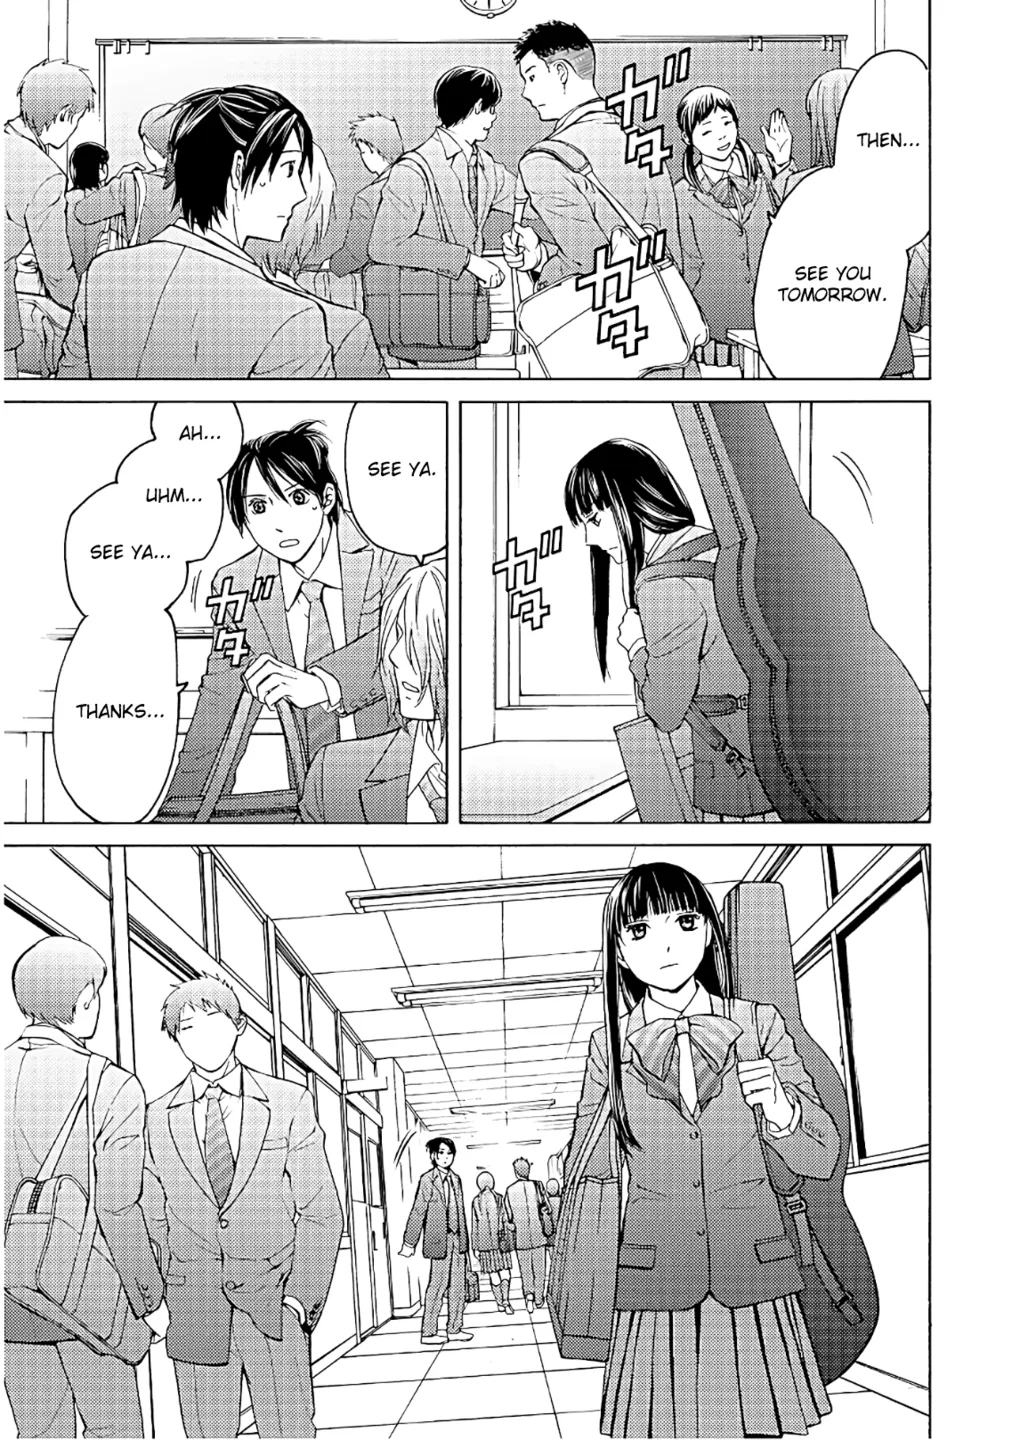 THEN...
SEE YOU
TOMORROW.
ガタ
ガタ
ガタ
SEE YA.
AH...
UHM...
SEE YA...
THANKS...
ガタ